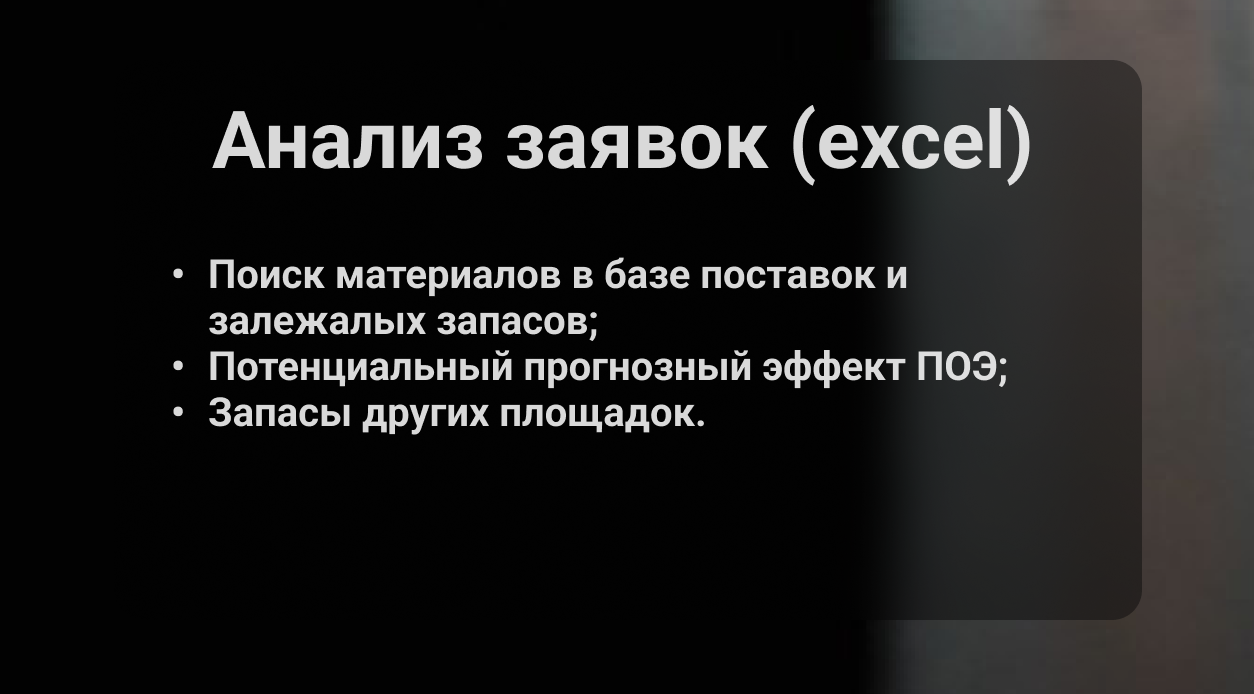 Анализ заявок (excel)
• Поиск материалов в базе поставок и
залежалых запасов;
• Потенциальный прогнозный эффект ПОЭ;
• Запасы других площадок.